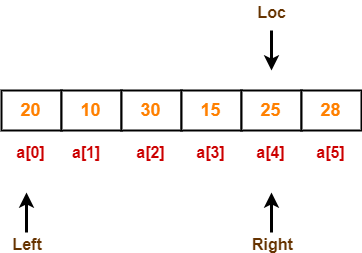 Loc
20 10 30 15 25 28
a[0] a[1] a[2] a[3] a[4] a[5]
Left Right